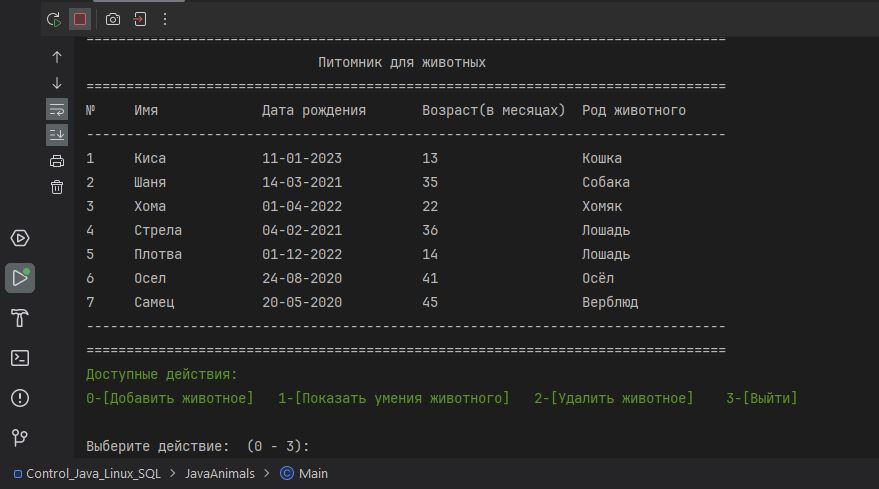 ================================================================================
Питомник для животных
================================================================================
№ Имя Дата рождения Возраст(в месяцах) Род животного
--------------------------------------------------------------------------------
1 Киса 11-01-2023 13 Кошка
2 Шаня 14-03-2021 35 Собака
3 Хома 01-04-2022 22 Хомяк
4 Стрела 04-02-2021 36 Лошадь
5 Плотва 01-12-2022 14 Лошадь
6 Осел 24-08-2020 41 Осёл
7 Самец 20-05-2020 45 Верблюд
--------------------------------------------------------------------------------
================================================================================
Доступные действия:
0-[Добавить животное] 1-[Показать умения животного] 2-[Удалить животное] 3-[Выйти]
Выберите действие: (0 - 3):
Control_Java_Linux_SQL > JavaAnimals > Main